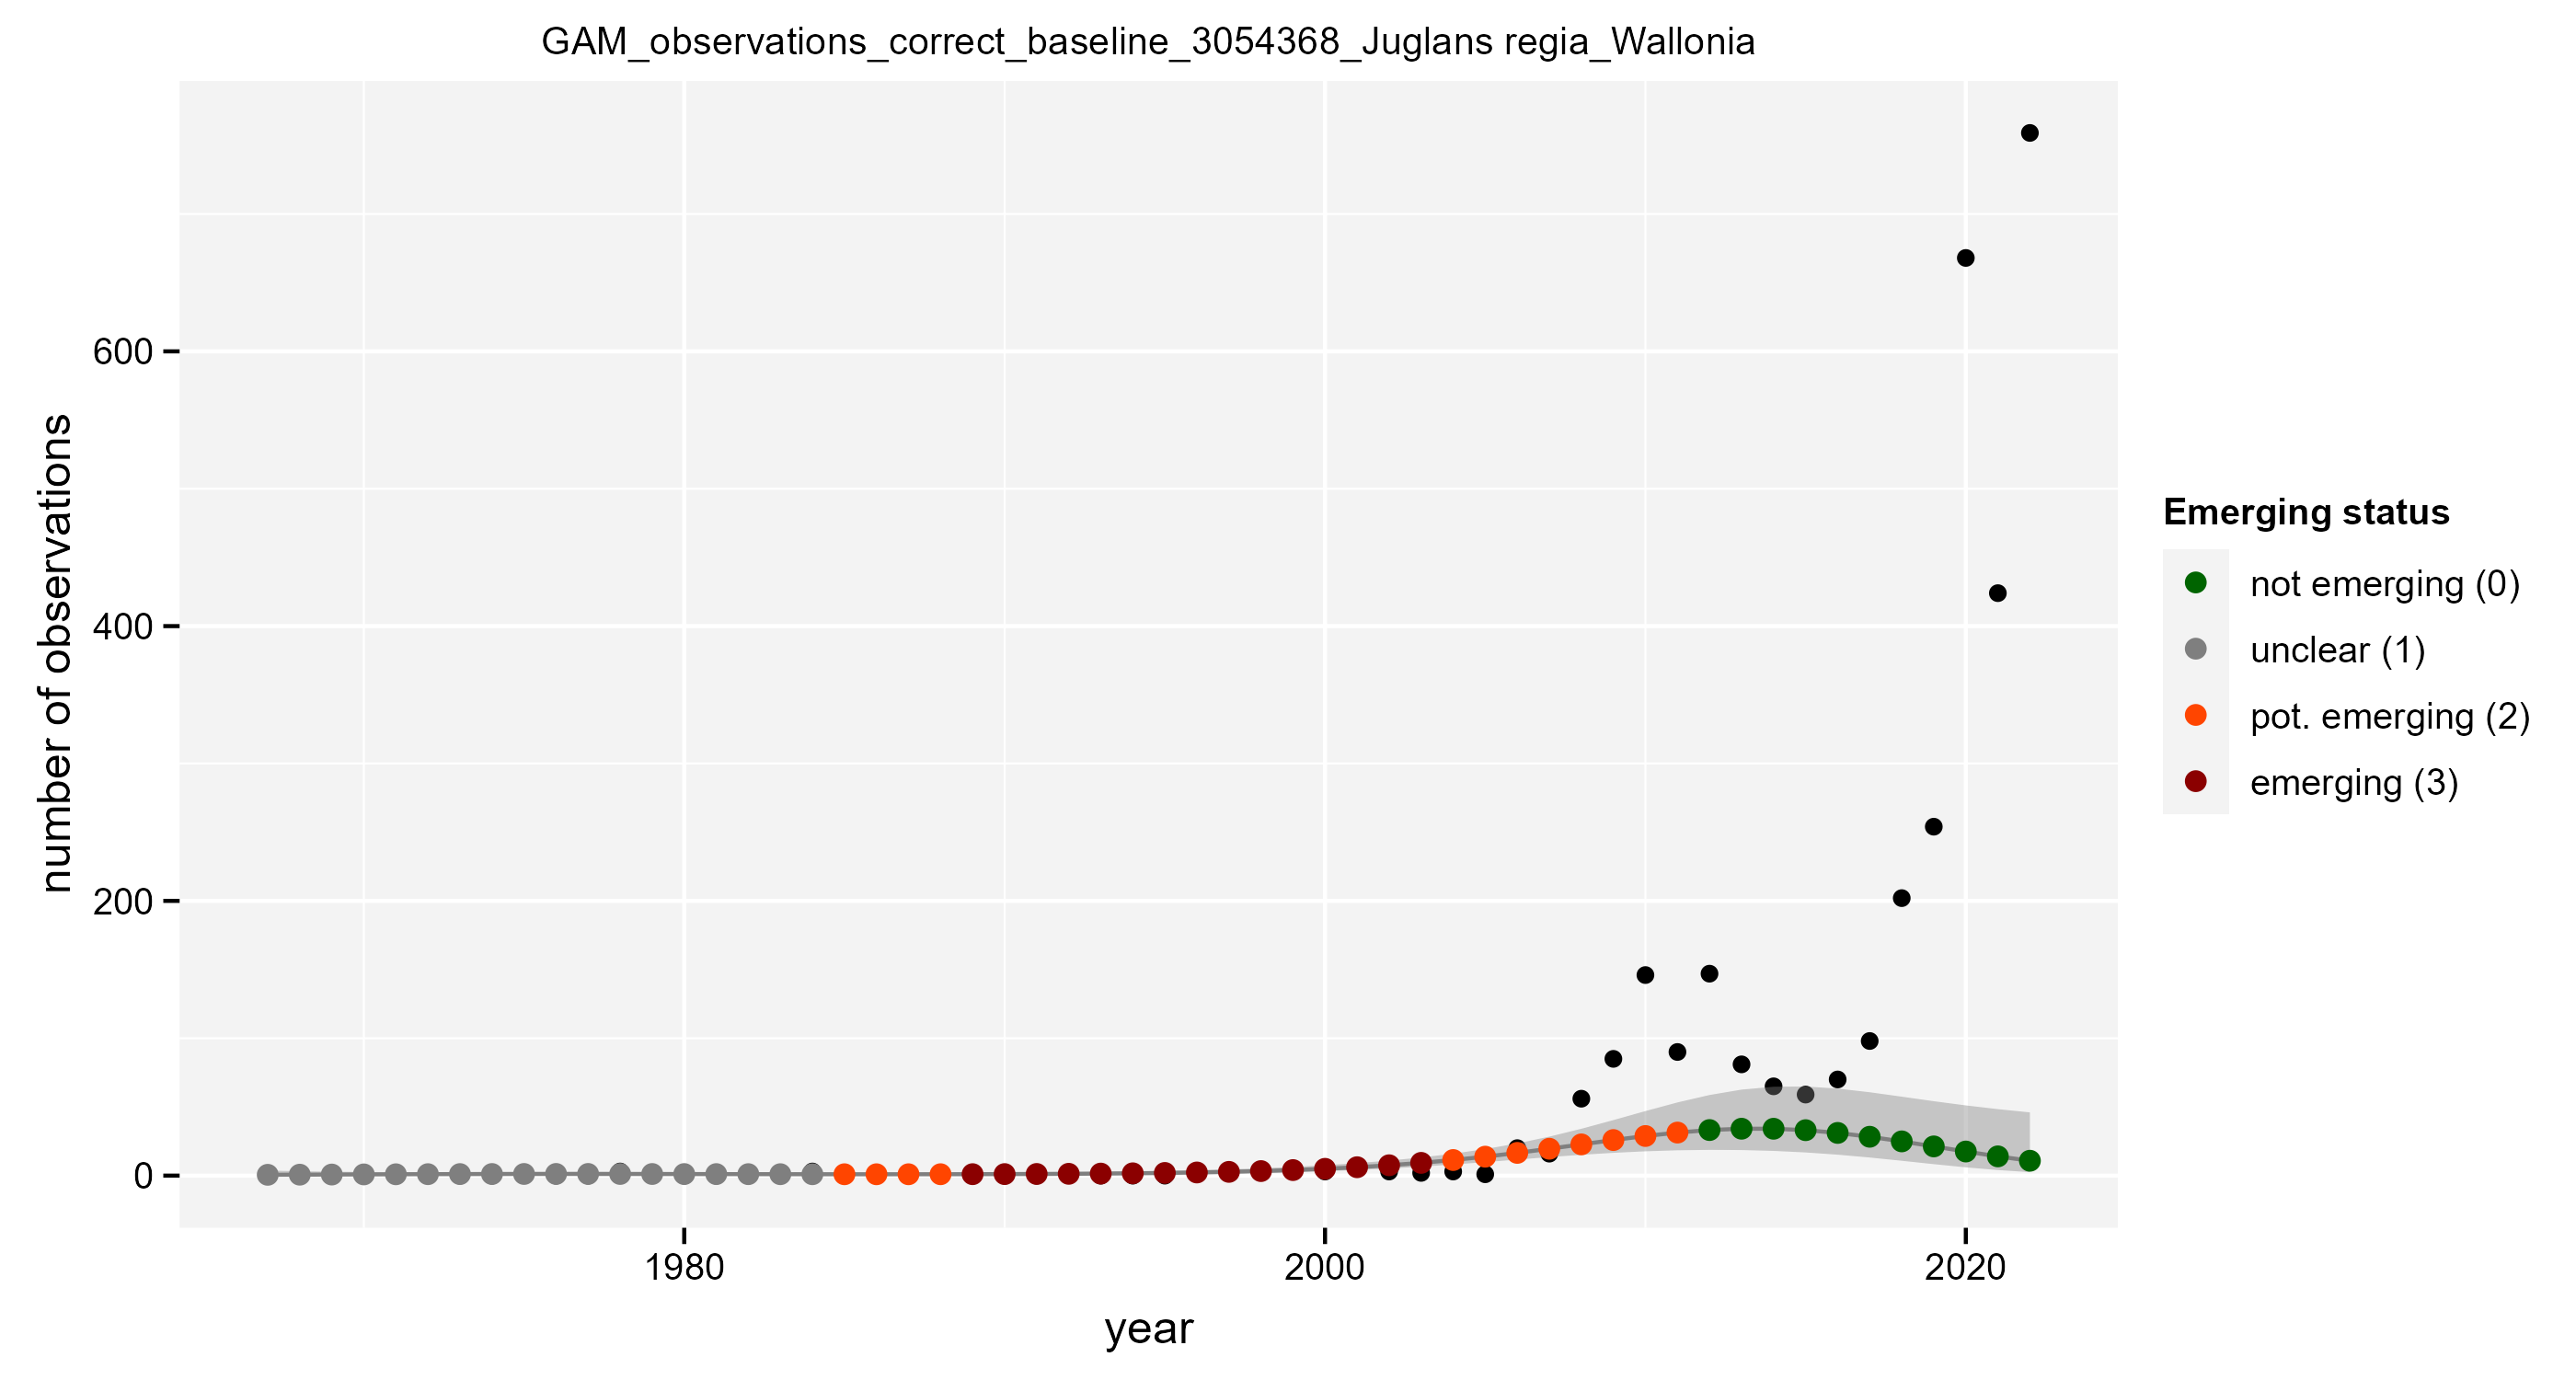 GAM_observations_correct_baseline_3054368_Juglans regia_Wallonia
number of observations
600
400
200
0
1980
2000
2020
year
Emerging status
not emerging (0)
unclear (1)
pot. emerging (2)
emerging (3)